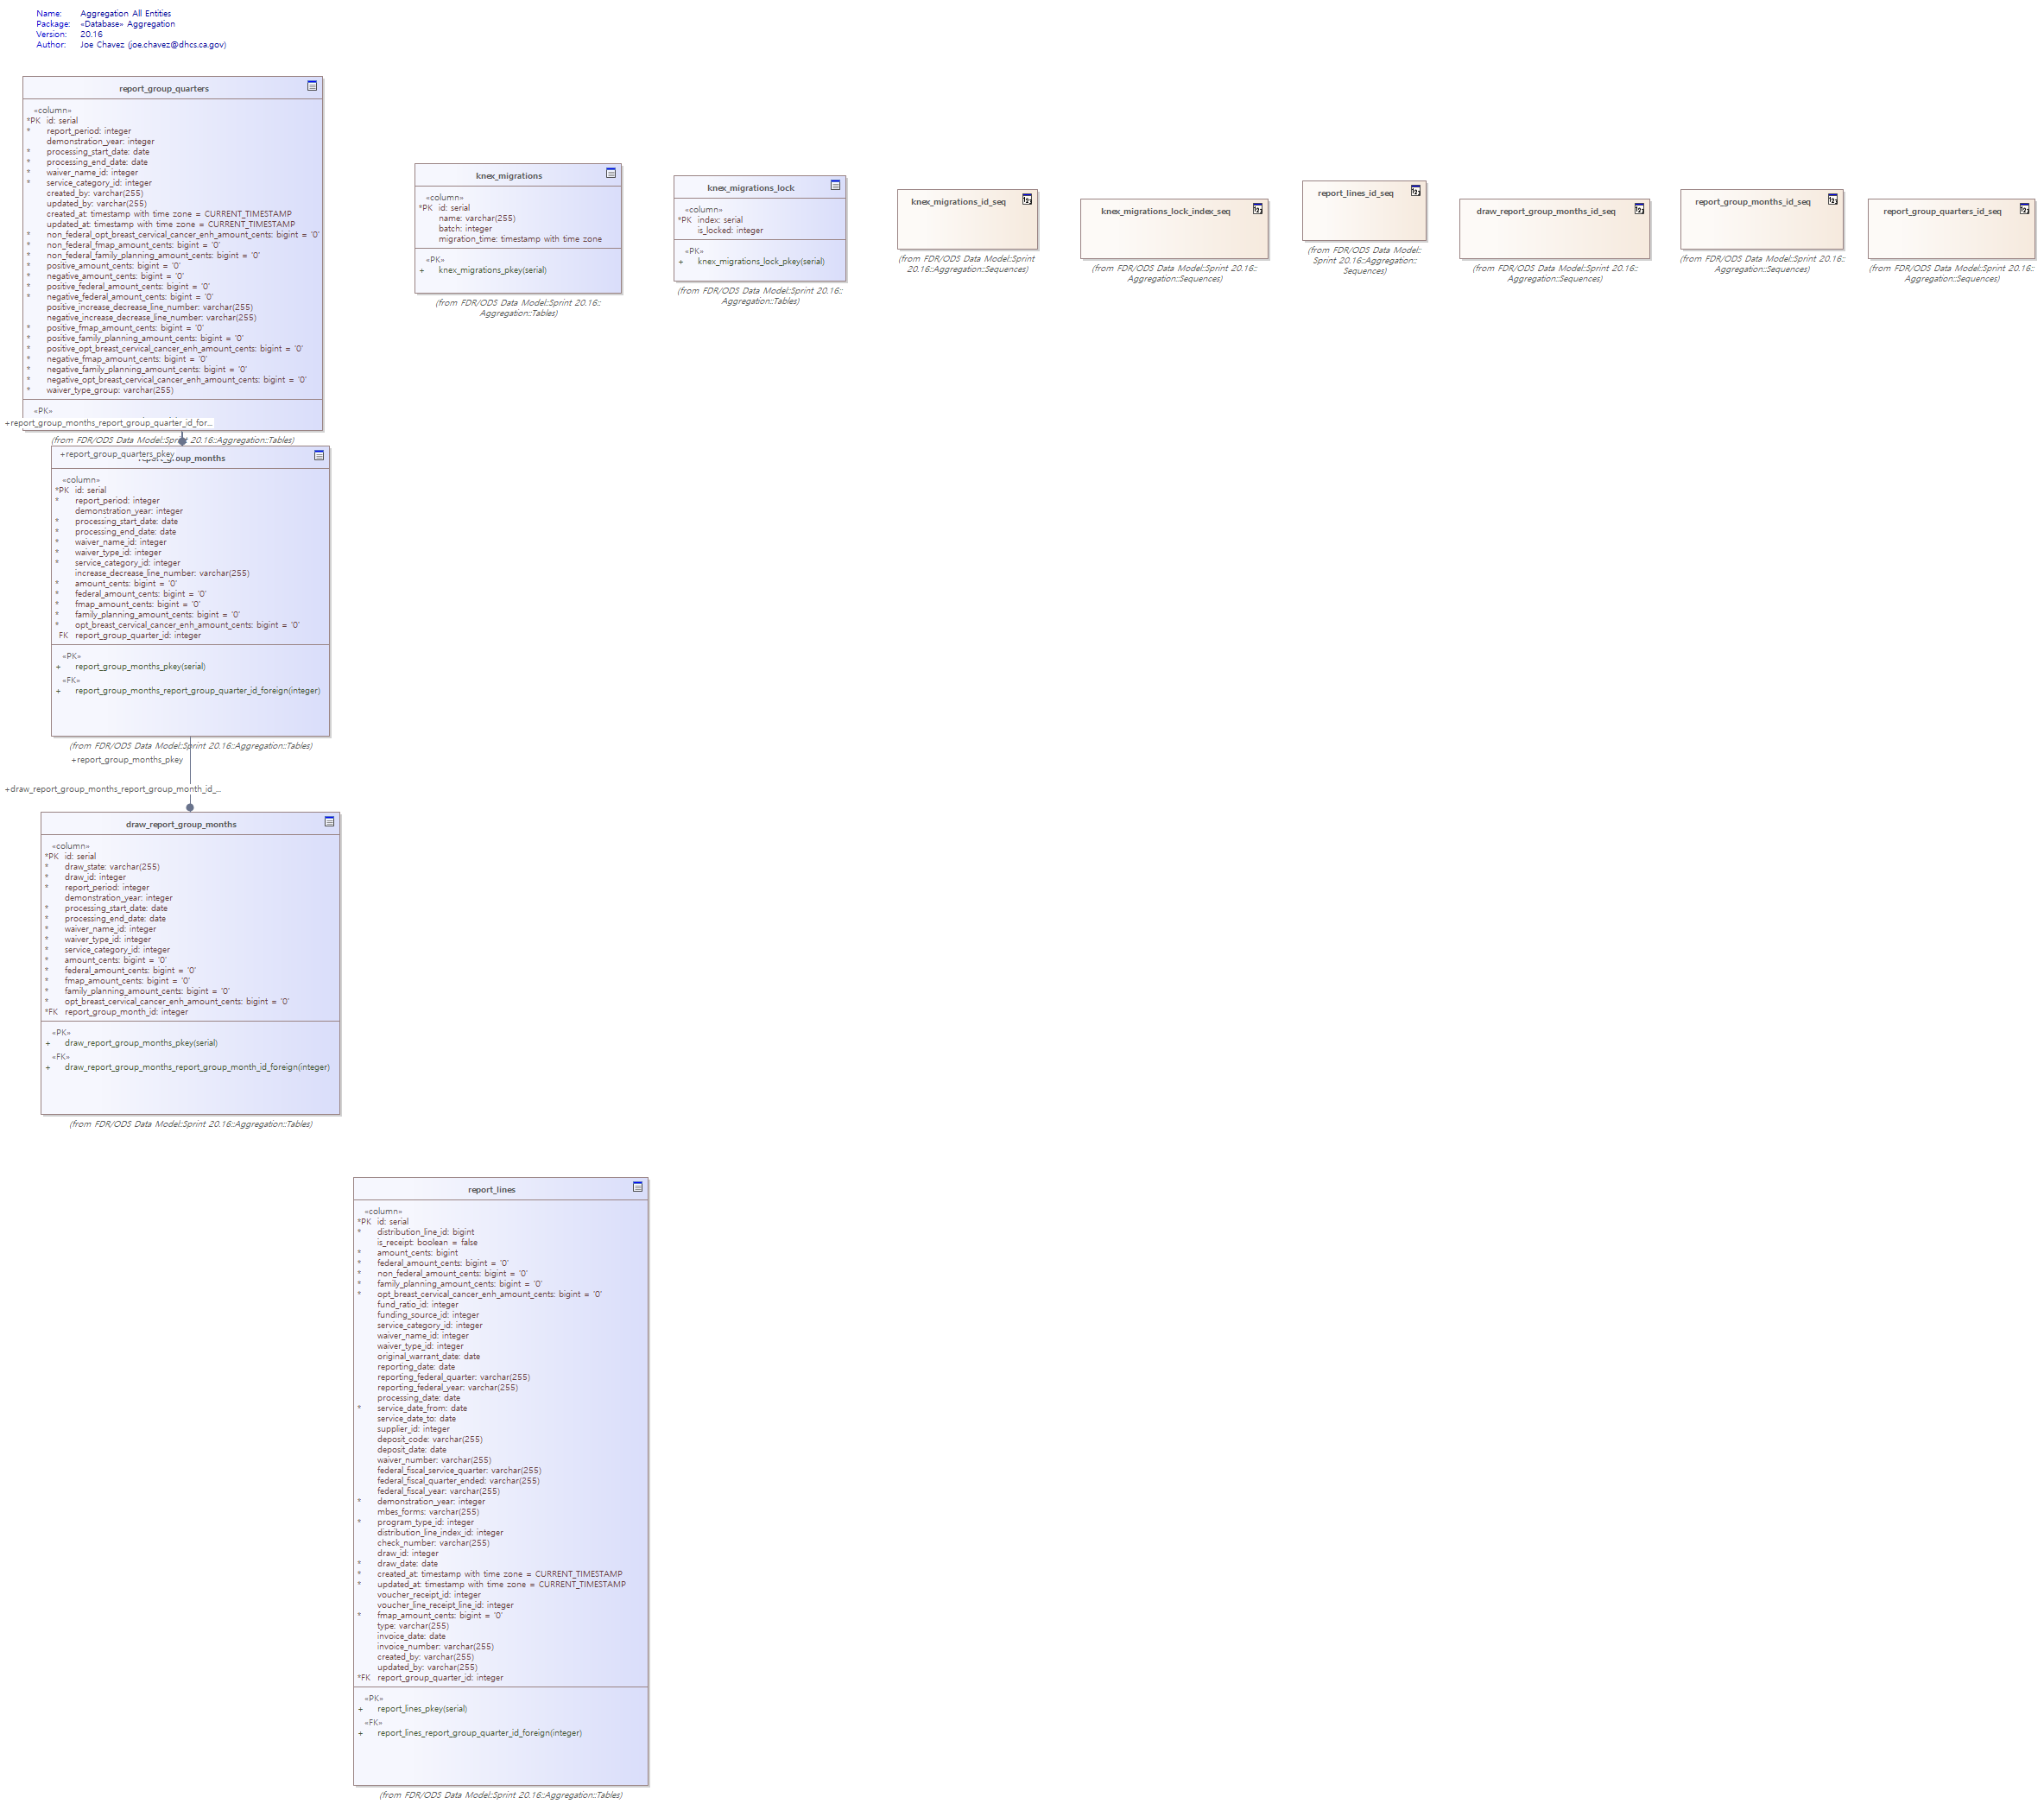 Name: Aggregation All Entities
Package: «Database» Aggregation
Version: 20.16
Author: Joe Chavez (joe.chavez@dhcs.ca.gov)
report_group_quarters
«column»
*PK id: serial
* report_period: integer
demonstration_year: integer
* processing_start_date: date
* processing_end_date: date
* waiver_name_id: integer
* service_category_id: integer
created_by: varchar(255)
updated_by: varchar(255)
created_at: timestamp with time zone = CURRENT_TIMESTAMP
updated_at: timestamp with time zone = CURRENT_TIMESTAMP
* non_federal_opt_breast_cervical_cancer_enh_amount_cents: bigint = '0'
* non_federal_fmap_amount_cents: bigint = '0'
* non_federal_family_planning_amount_cents: bigint = '0'
* positive_amount_cents: bigint = '0'
* negative_amount_cents: bigint = '0'
* positive_federal_amount_cents: bigint = '0'
* negative_federal_amount_cents: bigint = '0'
positive_increase_decrease_line_number: varchar(255)
negative_increase_decrease_line_number: varchar(255)
* positive_fmap_amount_cents: bigint = '0'
* positive_family_planning_amount_cents: bigint = '0'
* positive_opt_breast_cervical_cancer_enh_amount_cents: bigint = '0'
* negative_fmap_amount_cents: bigint = '0'
* negative_family_planning_amount_cents: bigint = '0'
* negative_opt_breast_cervical_cancer_enh_amount_cents: bigint = '0'
* waiver_type_group: varchar(255)
«PK»
+report_group_months_report_group_quarter_id_for...
(from FDR/ODS Data Model::Sprint 20.16::Aggregation::Tables)
+report_group_quarters_pkey
knex_migrations
«column»
*PK id: serial
name: varchar(255)
batch: integer
migration_time: timestamp with time zone
«PK»
+ knex_migrations_pkey(serial)
(from FDR/ODS Data Model::Sprint 20.16::
Aggregation::Tables)
knex_migrations_lock
«column»
*PK index: serial
is_locked: integer
«PK»
+ knex_migrations_lock_pkey(serial)
(from FDR/ODS Data Model::Sprint 20.16::
Aggregation::Tables)
knex_migrations_id_seq
(from FDR/ODS Data Model::Sprint
20.16::Aggregation::Sequences)
knex_migrations_lock_index_seq
(from FDR/ODS Data Model::Sprint 20.16::
Aggregation::Sequences)
report_lines_id_seq
(from FDR/ODS Data Model::
Sprint 20.16::Aggregation::
Sequences)
draw_report_group_months_id_seq
(from FDR/ODS Data Model::Sprint 20.16::
Aggregation::Sequences)
report_group_months_id_seq
(from FDR/ODS Data Model::Sprint 20.16::
Aggregation::Sequences)
report_group_quarters_id_seq
(from FDR/ODS Data Model::Sprint 20.16::
Aggregation::Sequences)
report_group_months
«column»
*PK id: serial
* report_period: integer
demonstration_year: integer
* processing_start_date: date
* processing_end_date: date
* waiver_name_id: integer
* waiver_type_id: integer
* service_category_id: integer
increase_decrease_line_number: varchar(255)
* amount_cents: bigint = '0'
* federal_amount_cents: bigint = '0'
* fmap_amount_cents: bigint = '0'
* family_planning_amount_cents: bigint = '0'
* opt_breast_cervical_cancer_enh_amount_cents: bigint = '0'
FK report_group_quarter_id: integer
«PK»
+ report_group_months_pkey(serial)
«FK»
+ report_group_months_report_group_quarter_id_foreign(integer)
(from FDR/ODS Data Model::Sprint 20.16::Aggregation::Tables)
+report_group_months_pkey
+draw_report_group_months_report_group_month_id_...
draw_report_group_months
«column»
*PK id: serial
* draw_state: varchar(255)
* draw_id: integer
* report_period: integer
demonstration_year: integer
* processing_start_date: date
* processing_end_date: date
* waiver_name_id: integer
* waiver_type_id: integer
* service_category_id: integer
* amount_cents: bigint = '0'
* federal_amount_cents: bigint = '0'
* fmap_amount_cents: bigint = '0'
* family_planning_amount_cents: bigint = '0'
* opt_breast_cervical_cancer_enh_amount_cents: bigint = '0'
*FK report_group_month_id: integer
«PK»
+ draw_report_group_months_pkey(serial)
«FK»
+ draw_report_group_months_report_group_month_id_foreign(integer)
(from FDR/ODS Data Model::Sprint 20.16::Aggregation::Tables)
report_lines
«column»
*PK id: serial
* distribution_line_id: bigint
is_receipt: boolean = false
* amount_cents: bigint
* federal_amount_cents: bigint = '0'
* non_federal_amount_cents: bigint = '0'
* family_planning_amount_cents: bigint = '0'
* opt_breast_cervical_cancer_enh_amount_cents: bigint = '0'
fund_ratio_id: integer
funding_source_id: integer
service_category_id: integer
waiver_name_id: integer
waiver_type_id: integer
original_warrant_date: date
reporting_date: date
reporting_federal_quarter: varchar(255)
reporting_federal_year: varchar(255)
processing_date: date
* service_date_from: date
service_date_to: date
supplier_id: integer
deposit_code: varchar(255)
deposit_date: date
waiver_number: varchar(255)
federal_fiscal_service_quarter: varchar(255)
federal_fiscal_quarter_ended: varchar(255)
federal_fiscal_year: varchar(255)
* demonstration_year: integer
mbes_forms: varchar(255)
* program_type_id: integer
distribution_line_index_id: integer
check_number: varchar(255)
draw_id: integer
* draw_date: date
* created_at: timestamp with time zone = CURRENT_TIMESTAMP
* updated_at: timestamp with time zone = CURRENT_TIMESTAMP
voucher_receipt_id: integer
voucher_line_receipt_line_id: integer
* fmap_amount_cents: bigint = '0'
type: varchar(255)
invoice_date: date
invoice_number: varchar(255)
created_by: varchar(255)
updated_by: varchar(255)
*FK report_group_quarter_id: integer
«PK»
+ report_lines_pkey(serial)
«FK»
+ report_lines_report_group_quarter_id_foreign(integer)
(from FDR/ODS Data Model::Sprint 20.16::Aggregation::Tables)